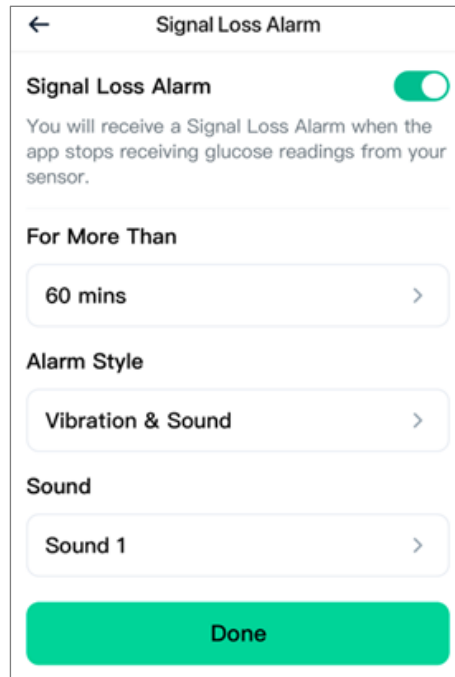 Signal Loss Alarm
Signal Loss Alarm
You will receive a Signal Loss Alarm when the
app stops receiving glucose readings from your
sensor.
For More Than
60 mins
Alarm Style
Vibration & Sound
Sound
Sound 1
Done